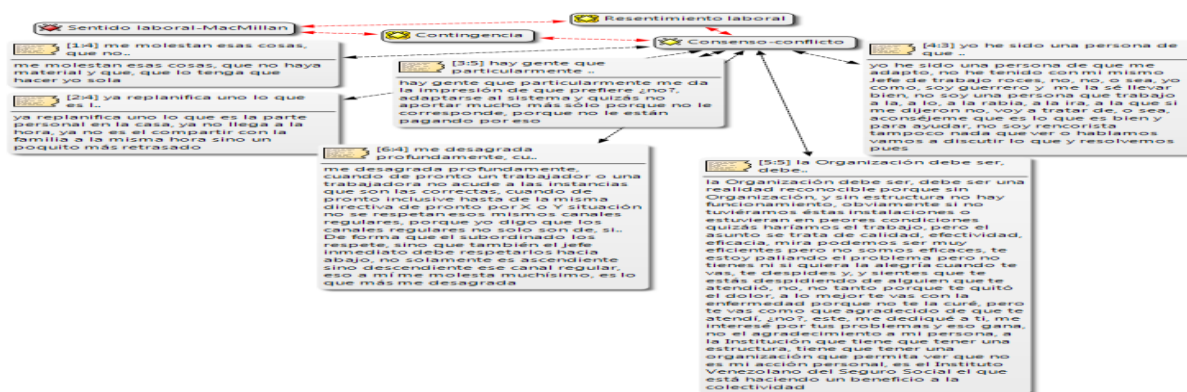 Sentido laboral-MacMillan
Resentimiento laboral
Contingencia
Consenso-conflicto
[1:4] me molestan esas cosas,
que no..
me molestan esas cosas, que no haya
material y que, que lo tenga que
hacer yo sola
[2:4] ya replanifica uno lo que
es l..
ya replanifica uno lo que es la parte
personal en la casa, ya no llega a la
hora, ya no es el compartir con la
familia a la misma hora sino un
poquito más retrasado
[3:5] hay gente que
particularmente ..
hay gente que particularmente me da
la impresión de que prefiere ¿no?,
adaptarse al sistema y quizás no
aportar mucho más sólo porque no le
corresponde, porque no le están
pagando por eso
[4:3] yo he sido una persona de
que ..
yo he sido una persona de que me
adapto, no he tenido con mi mismo
Jefe de trabajo roces, no, no, o sea, yo
como, soy guerrero y me la sé llevar
bien, no soy una persona que trabajo
a la, a lo, a la rabia, a la ira, a la que si
me dijeron no, voy a tratar de, o sea,
aconséjeme que es lo que es bien y
para ayudar, no soy rencorista
tampoco nada que ver o hablamos
vamos a discutir lo que y resolvemos
pues
[6:4] me desagrada
profundamente, cu..
me desagrada profundamente,
cuando de pronto un trabajador o una
trabajadora no acude a las instancias
que son las correctas, cuando de
pronto inclusive hasta de la misma
directiva de pronto por X o Y situación
no se respetan esos mismos canales
regulares, porque yo digo que los
canales regulares no solo son de, si..
De forma que el subordinado los
respete, sino que también el jefe
inmediato debe respetarlos hacia
abajo, no solamente es ascendiente
sino descendiente ese canal regular,
eso a mí me molesta muchísimo, es lo
que más me desagrada
[5:5] la Organización debe ser,
debe..
la Organización debe ser, debe ser una
realidad reconocible porque sin
Organización, y sin estructura no hay
funcionamiento, obviamente si no
tuviéramos éstas instalaciones o
estuvieran en peores condiciones
quizás haríamos el trabajo, pero el
asunto se trata de calidad, efectividad,
eficacia, mira podemos ser muy
eficientes pero no somos eficaces, te
estoy paliando el problema pero no
tienes ni si quiera la alegría cuando te
vas, te despides y, y sientes que te
estás despidiendo de alguien que te
atendió, no, no tanto porque te quitó
el dolor, a lo mejor te vas con la
enfermedad porque no te la curé, pero
te vas como que agradecido de que te
atendí, ¿no?, este, me dediqué a ti, me
interesé por tus problemas y eso gana,
no el agradecimiento a mi persona, a
la Institución que tiene que tener una
estructura, tiene que tener una
organización que permita ver que no
es mi acción personal, es el Instituto
Venezolano del Seguro Social el que
está haciendo un beneficio a la
colectividad